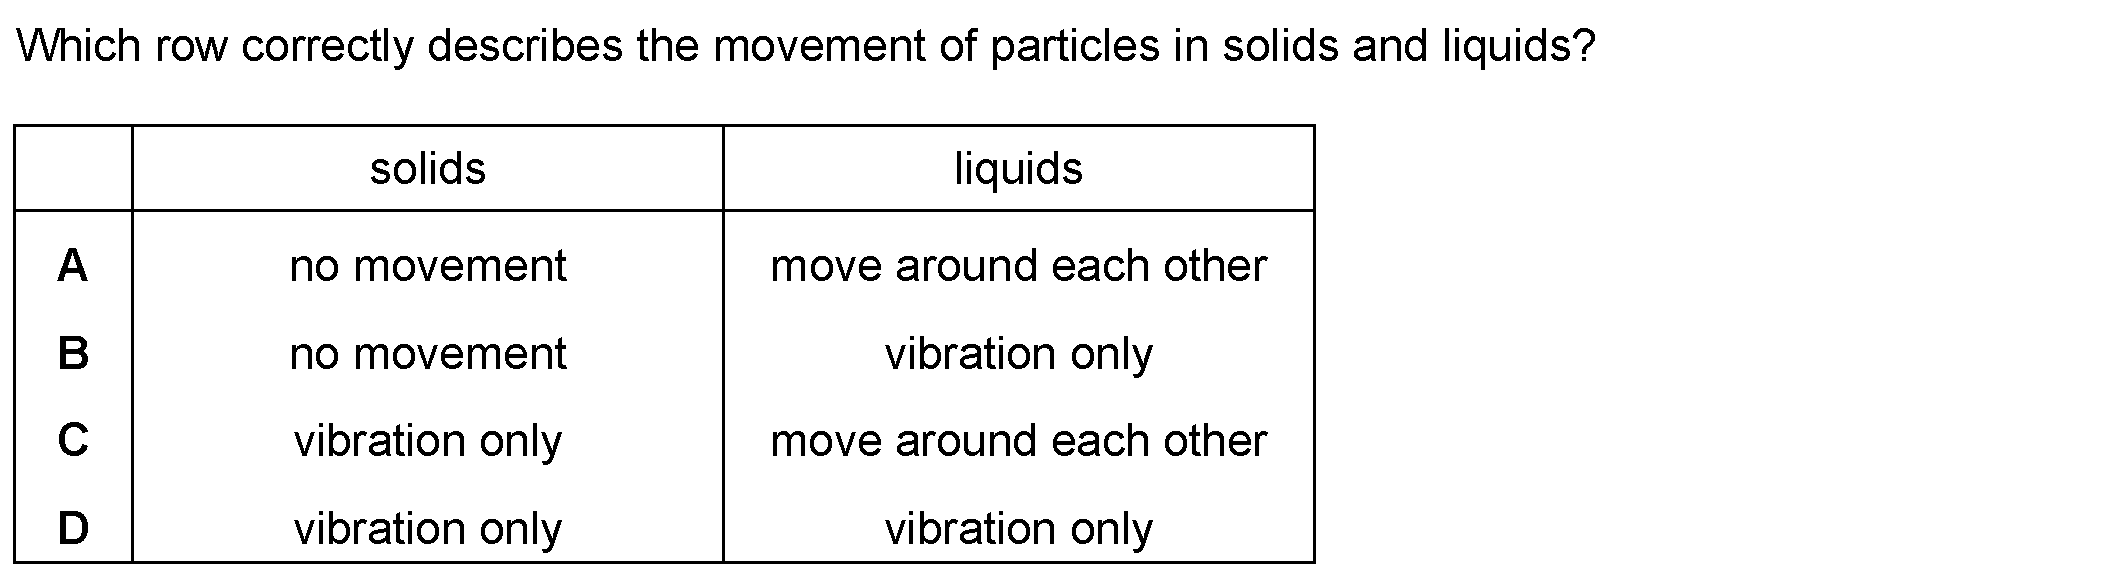 Which row correctly describes the movement of particles in solids and liquids?
solids liquids
A no movement move around each other
B no movement vibration only
C vibration only move around each other
D vibration only vibration only